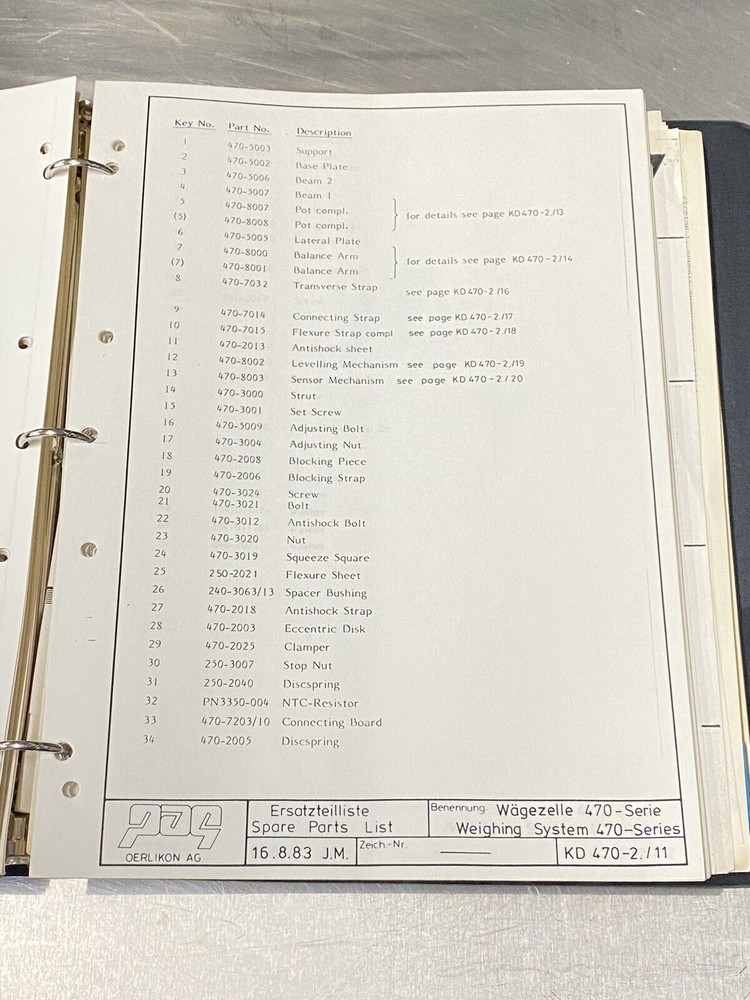 Key No. Part No. Description
1 470-5003 Support
2 470-5002 Base Plate
3 470-5006 Beam 2
4 470-5007 Beam 1
5 470-8007 Pot compl.
(5) 470-8008 Pot compl.
for details see page KD470-2./13
6 470-5005 Lateral Plate
7 470-8000 Balance Arm
(7) 470-8001 Balance Arm
for details see page KD 470-2./14
8 470-7032 Transverse Strap see page KD 470-2 /16
9 470-7014 Connecting Strap see page KD 470-2./17
10 470-7015 Flexure Strap compl see page KD 470-2./18
11 470-2013 Antishock sheet
12 470-8002 Levelling Mechanism see page KD 470-2./19
13 470-8003 Sensor Mechanism see page KD 470-2./20
14 470-3000 Strut
15 470-3001 Set Screw
16 470-5009 Adjusting Bolt
17 470-3004 Adjusting Nut
18 470-2008 Blocking Piece
19 470-2006 Blocking Strap
20 470-3024 Screw
21 470-3021 Bolt
22 470-3012 Antishock Bolt
23 470-3020 Nut
24 470-3019 Squeeze Square
25 250-2021 Flexure Sheet
26 240-3063/13 Spacer Bushing
27 470-2018 Antishock Strap
28 470-2003 Eccentric Disk
29 470-2025 Clamper
30 250-3007 Stop Nut
31 250-2040 Discspring
32 PN3350-004 NTC-Resistor
33 470-7203/10 Connecting Board
34 470-2005 Discspring
pag
OERLIKON AG
Ersatzteilliste
Spare Parts List
Benennung: Wägezelle 470-Serie
Weighing System 470-Series
16.8.83 J.M.
Zeich.-Nr.
KD 470-2./11